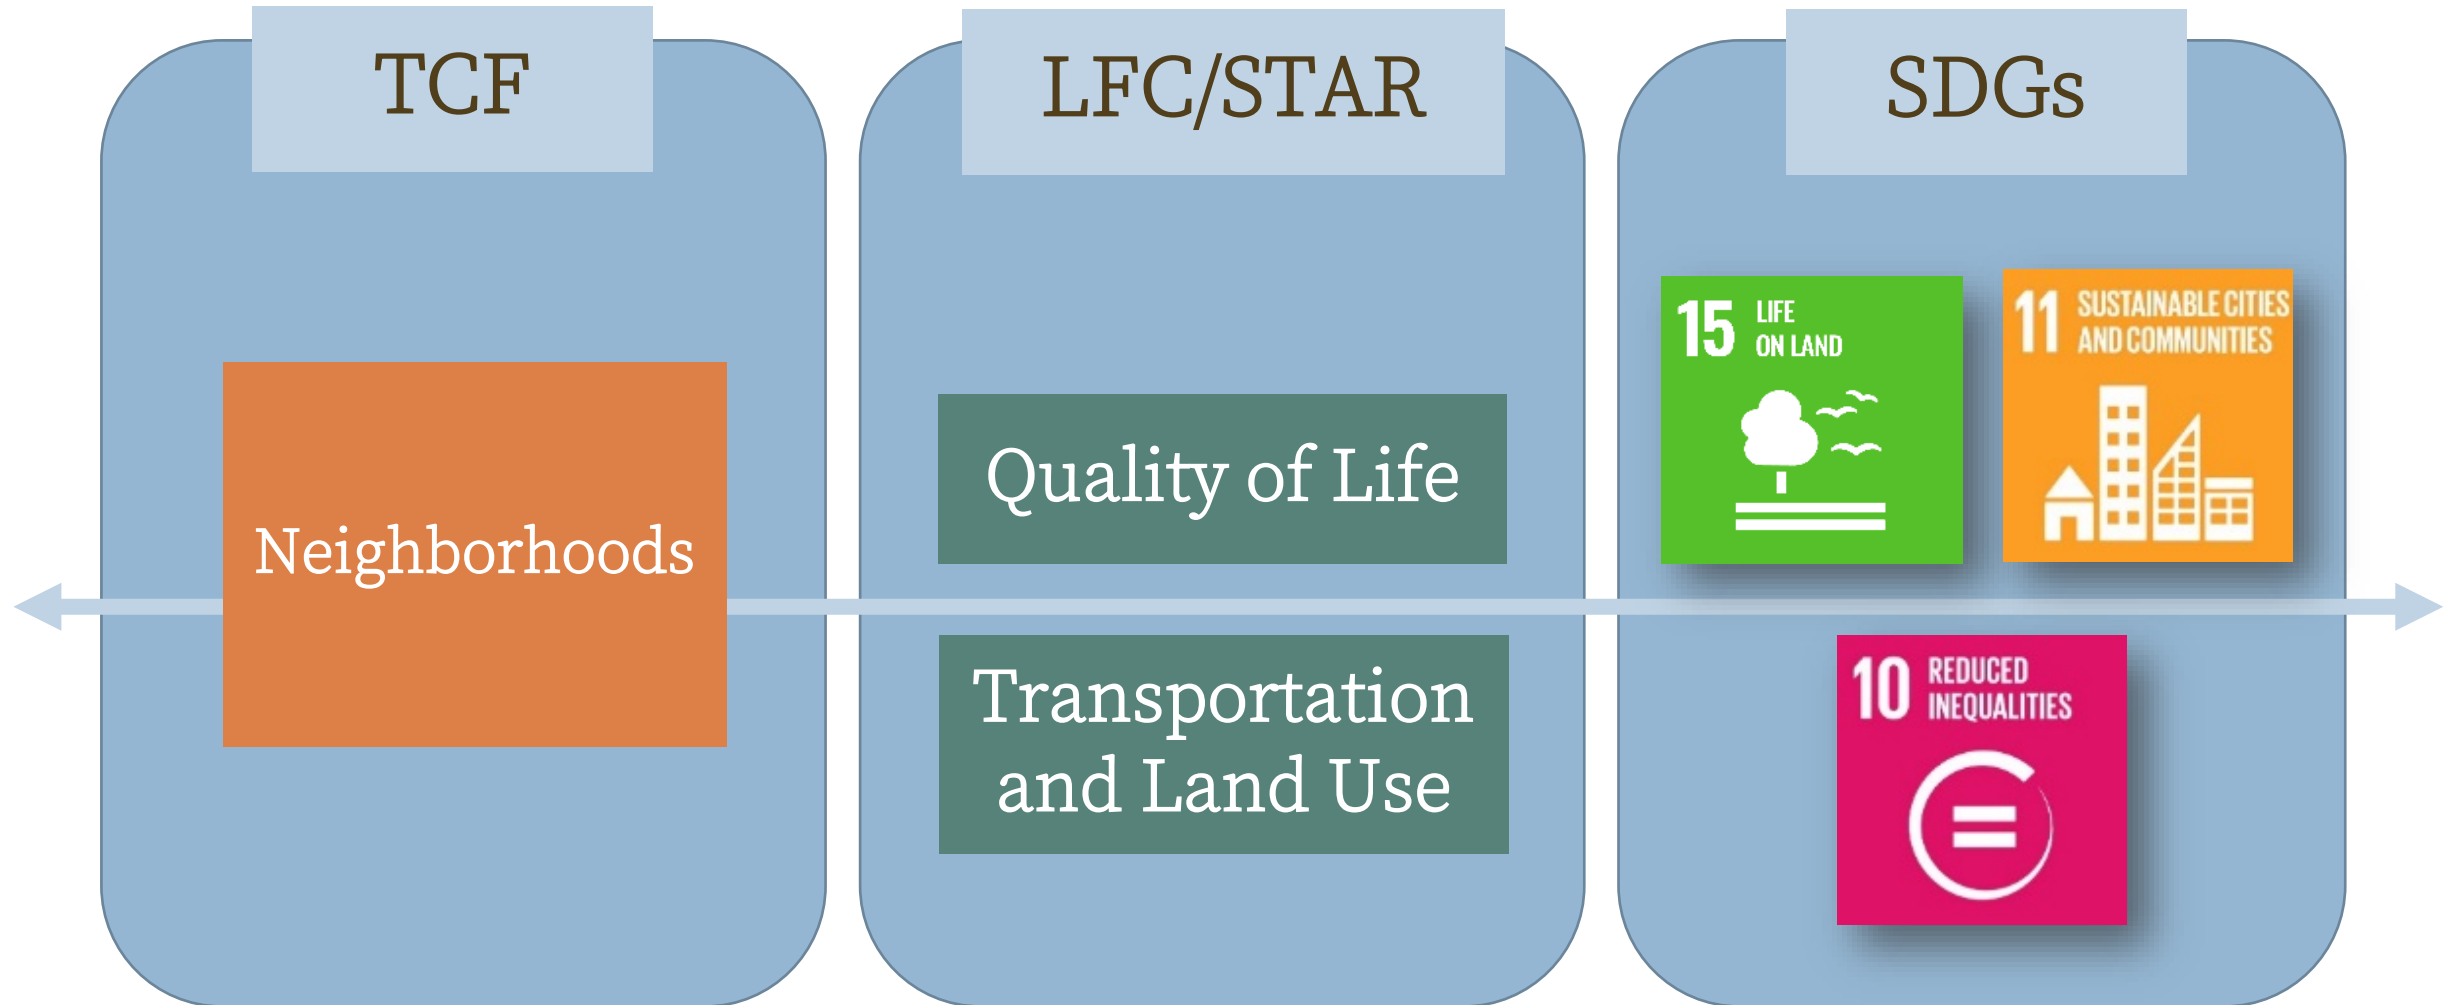 TCF
LFC/STAR
SDGs
Neighborhoods
Quality of Life
Transportation
and Land Use
15 LIFE
ON LAND
11 SUSTAINABLE CITIES
AND COMMUNITIES
10 REDUCED
INEQUALITIES